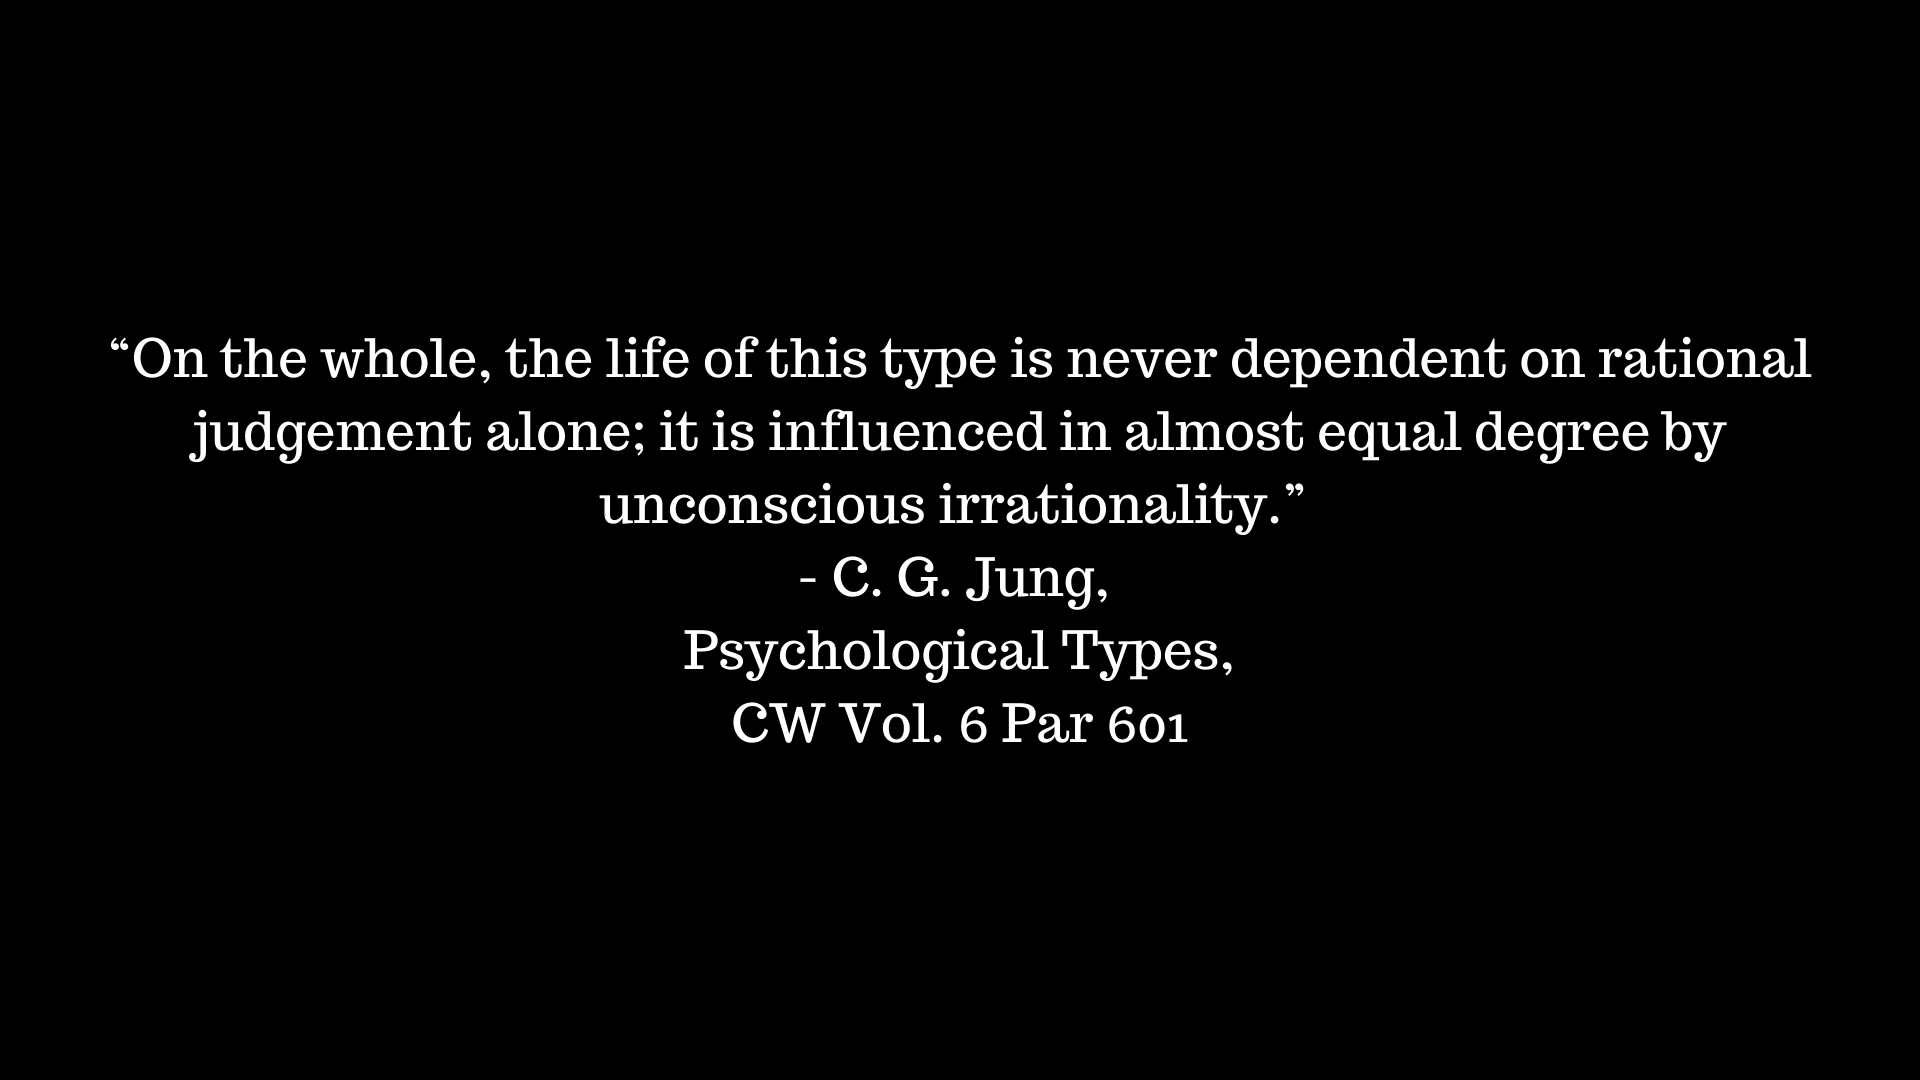 “On the whole, the life of this type is never dependent on rational
judgement alone; it is influenced in almost equal degree by
unconscious irrationality.”
- C. G. Jung,
Psychological Types,
CW Vol. 6 Par 601